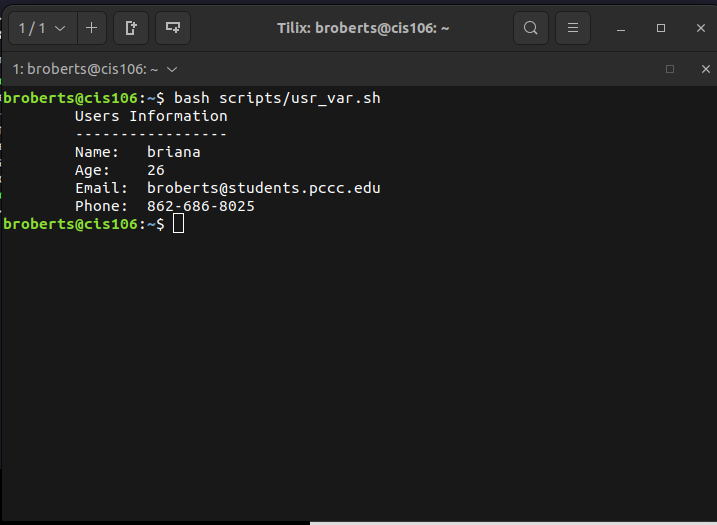 1 / 1
Tilix: broberts@cis106: ~
1: broberts@cis106: ~
broberts@cis106:~$ bash scripts/usr_var.sh
Users Information
-----------------
Name: briana
Age: 26
Email: broberts@students.pccc.edu
Phone: 862-686-8025
broberts@cis106:~$